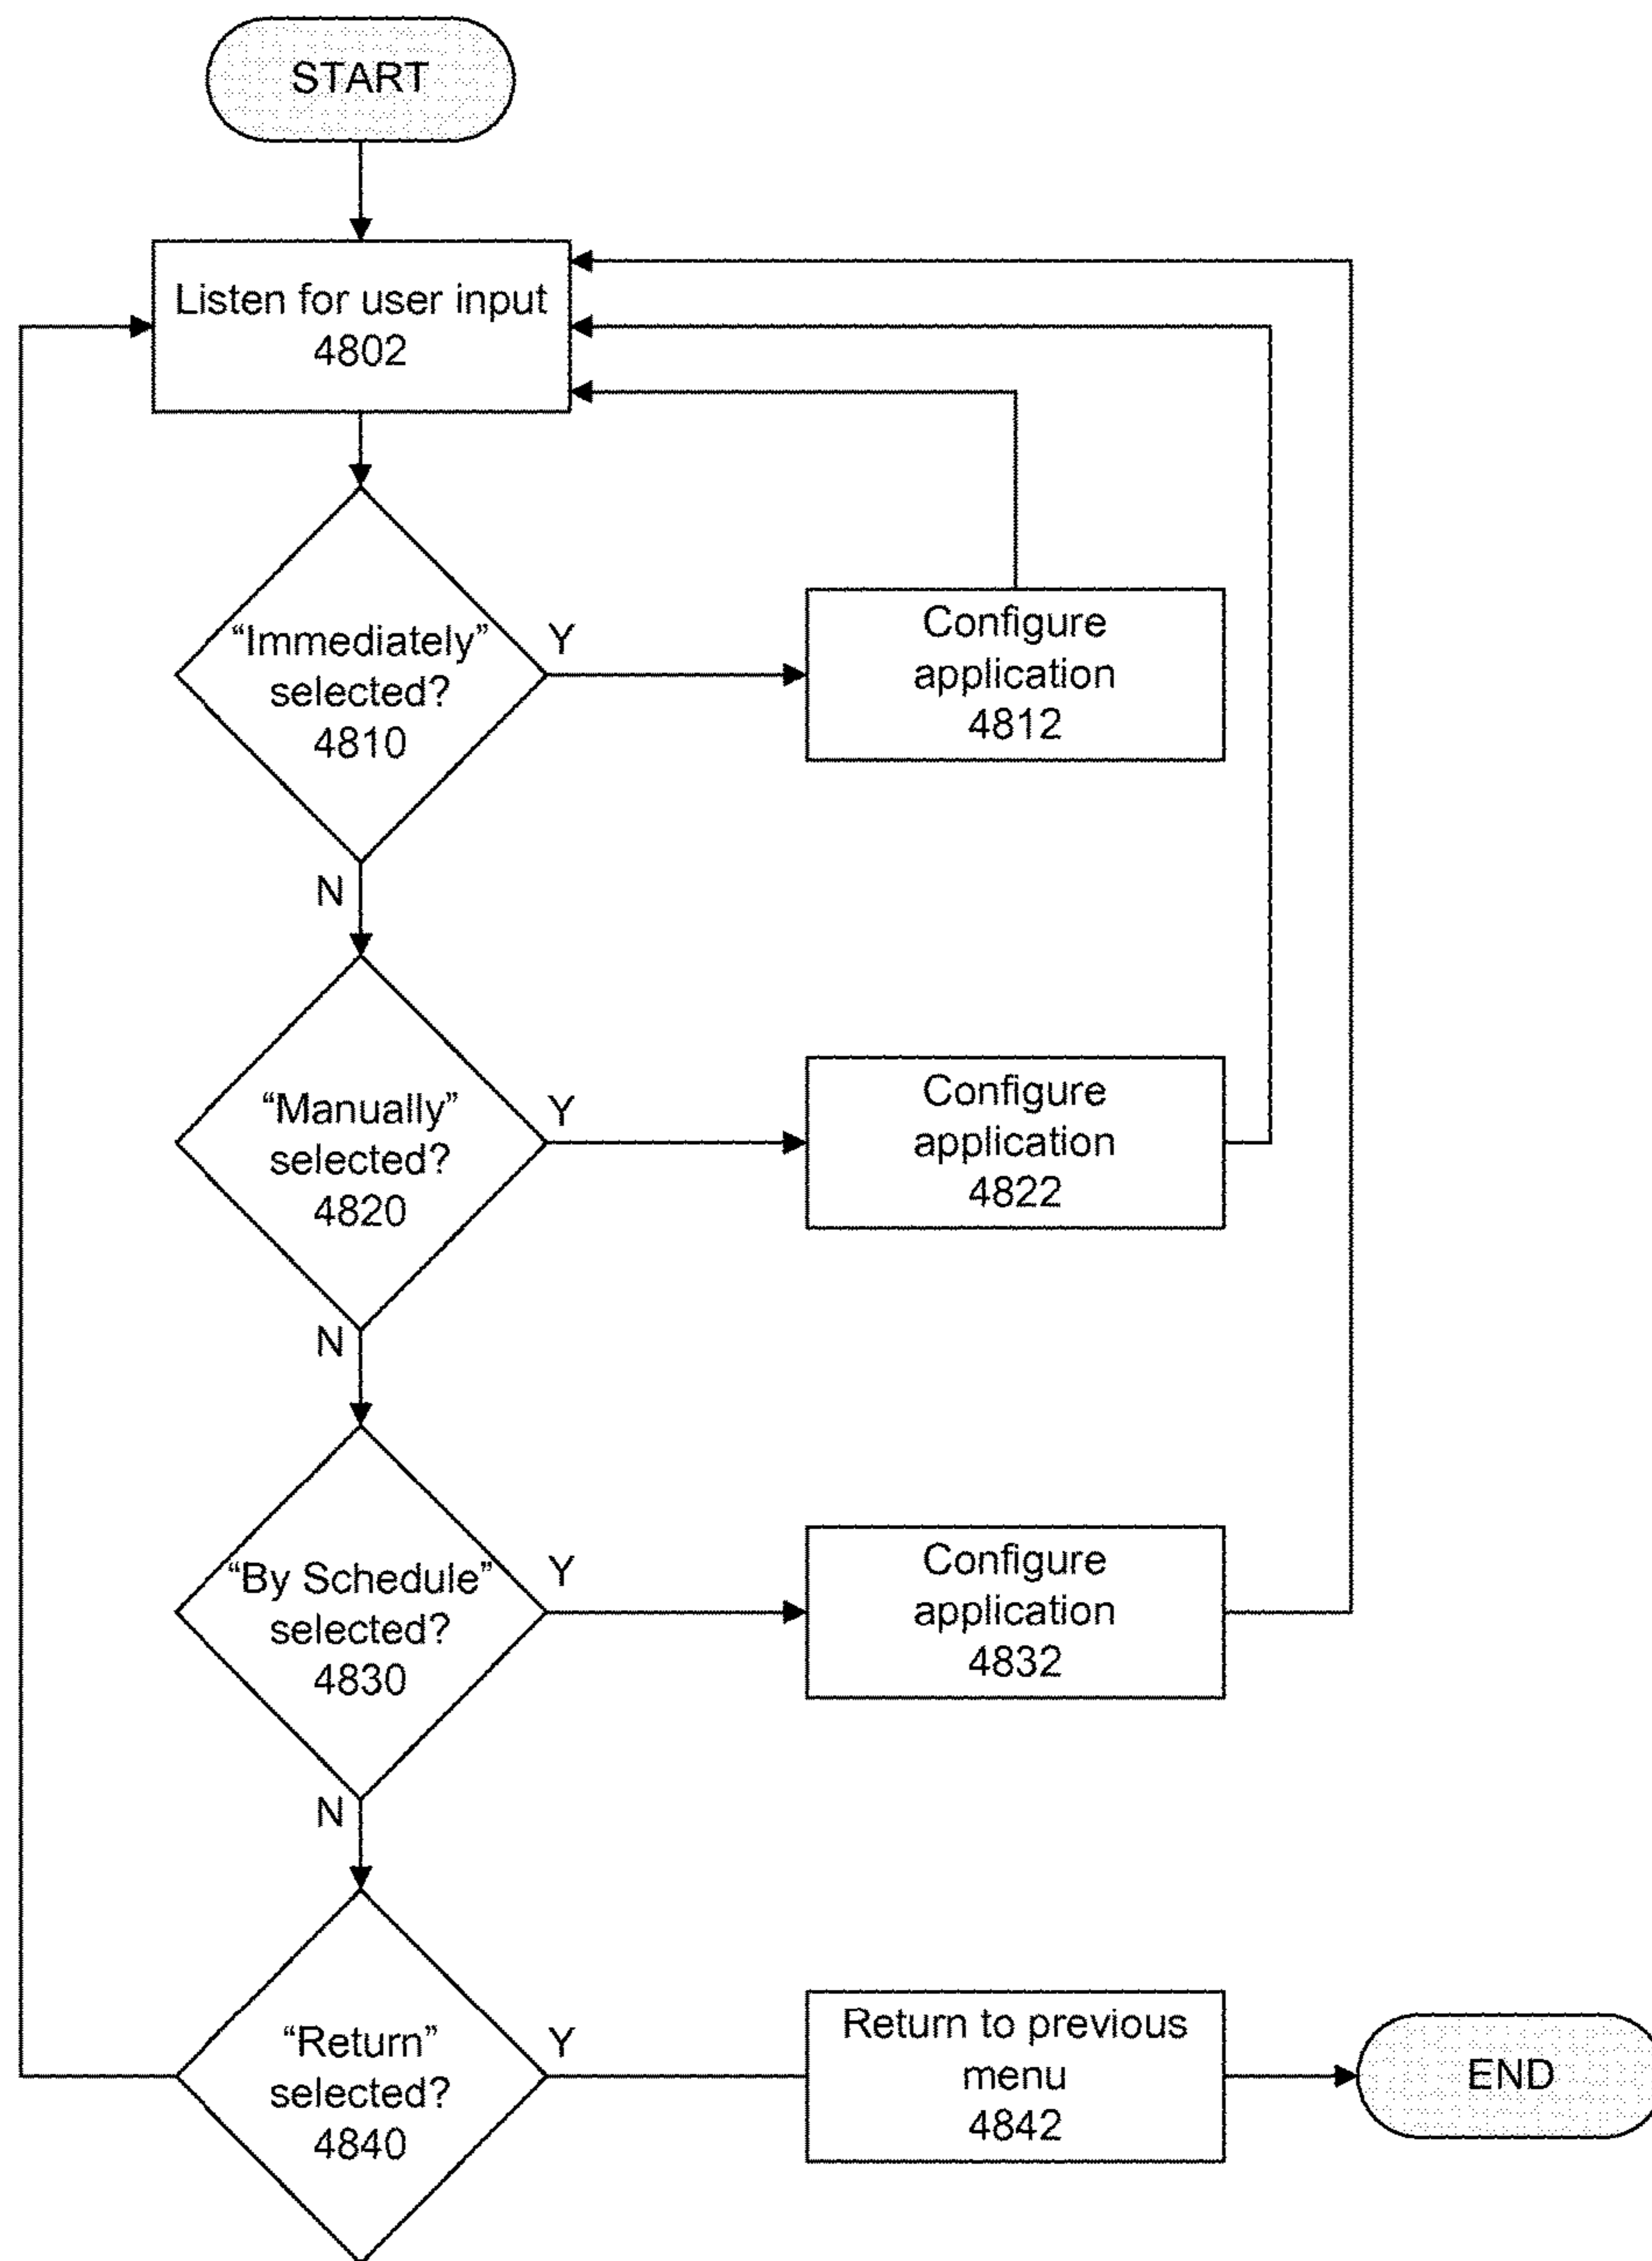 START
Listen for user input
4802
“Immediately”
selected?
4810
Y
Configure
application
4812
N
“Manually”
selected?
4820
Y
Configure
application
4822
N
“By Schedule”
selected?
4830
Y
Configure
application
4832
N
“Return”
selected?
4840
Y
Return to previous
menu
4842
END